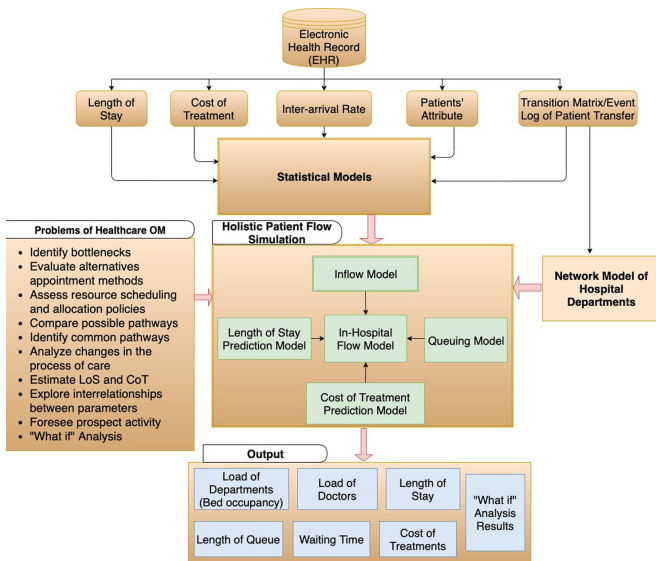 Electronic
Health Record
(EHR)
Length of
Stay
Cost of
Treatment
Inter-arrival Rate
Patients'
Attribute
Transition Matrix/Event
Log of Patient Transfer
Statistical Models
Problems of Healthcare OM
• Identify bottlenecks
• Evaluate alternatives
appointment methods
• Assess resource scheduling
and allocation policies
• Compare possible pathways
• Identify common pathways
• Analyze changes in the
process of care
• Estimate LoS and CoT
• Explore interrelationships
between parameters
• Foresee prospect activity
• "What if" Analysis
Holistic Patient Flow
Simulation
Inflow Model
Length of Stay
Prediction Model
In-Hospital
Flow Model
Queuing Model
Cost of Treatment
Prediction Model
Network Model of
Hospital
Departments
Output
Load of
Departments
(Bed occupancy)
Load of
Doctors
Length of
Stay
"What if"
Analysis
Results
Length of Queue
Waiting Time
Cost of
Treatments